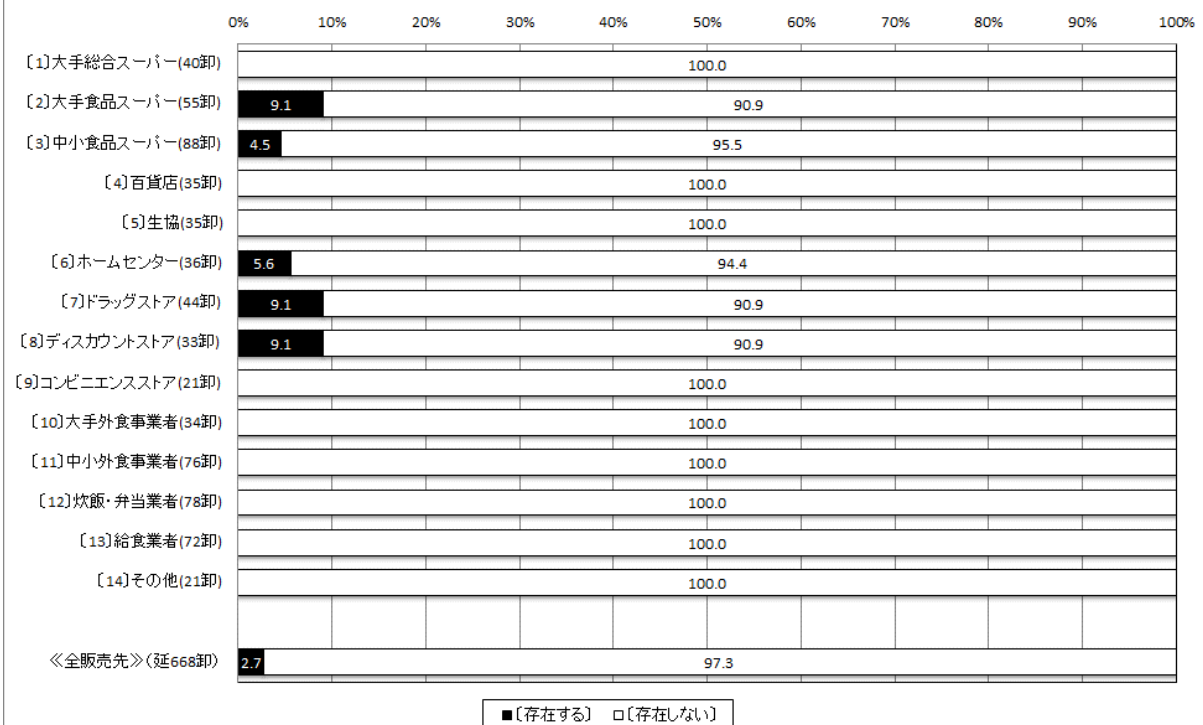 0% 10% 20% 30% 40% 50% 60% 70% 80% 90% 100%
〔1〕大手総合スーパー(40卸) 100.0
〔2〕大手食品スーパー(55卸) 9.1 90.9
〔3〕中小食品スーパー(88卸) 4.5 95.5
〔4〕百貨店(35卸) 100.0
〔5〕生協(35卸) 100.0
〔6〕ホームセンター(36卸) 5.6 94.4
〔7〕ドラッグストア(44卸) 9.1 90.9
〔8〕ディスカウントストア(33卸) 9.1 90.9
〔9〕コンビニエンスストア(21卸) 100.0
〔10〕大手外食事業者(34卸) 100.0
〔11〕中小外食事業者(76卸) 100.0
〔12〕炊飯・弁当業者(78卸) 100.0
〔13〕給食業者(72卸) 100.0
〔14〕その他(21卸) 100.0
≪全販売先≫(延668卸) 2.7 97.3
■〔存在する〕 □〔存在しない〕